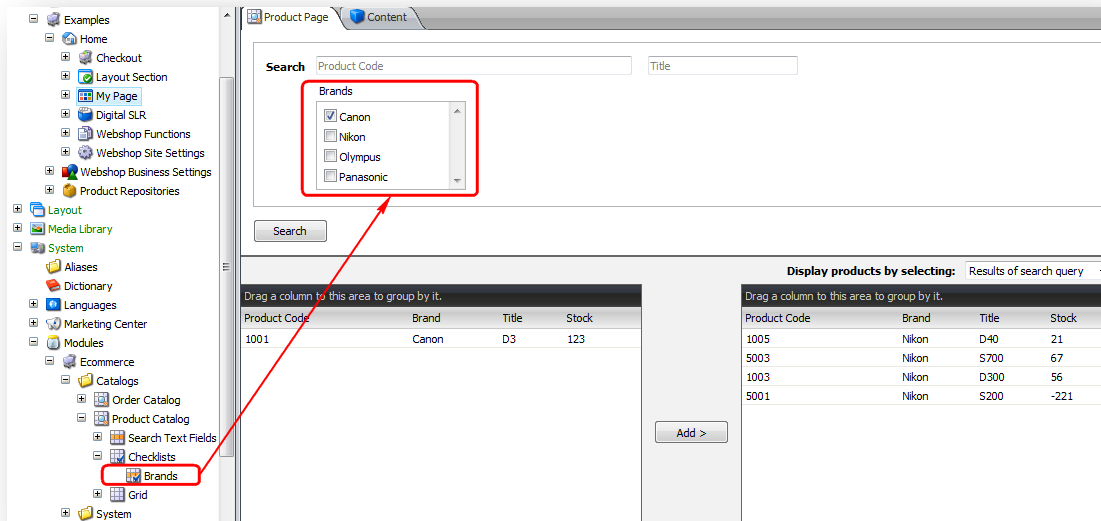 Examples
Home
Checkout
Layout Section
My Page
Digital SLR
Webshop Functions
Webshop Site Settings
Webshop Business Settings
Product Repositories
Layout
Media Library
System
Aliases
Dictionary
Languages
Marketing Center
Modules
Ecommerce
Catalogs
Order Catalog
Product Catalog
Search Text Fields
Checklists
Brands
Grid
System
Product Page Content
Search Product Code Title
Brands
Canon
Nikon
Olympus
Panasonic
Search
Display products by selecting: Results of search query
Drag a column to this area to group by it.
Product Code Brand Title Stock
1001 Canon D3 123
Add >
Drag a column to this area to group by it.
Product Code Brand Title Stock
1005 Nikon D40 21
5003 Nikon S700 67
1003 Nikon D300 56
5001 Nikon S200 -221